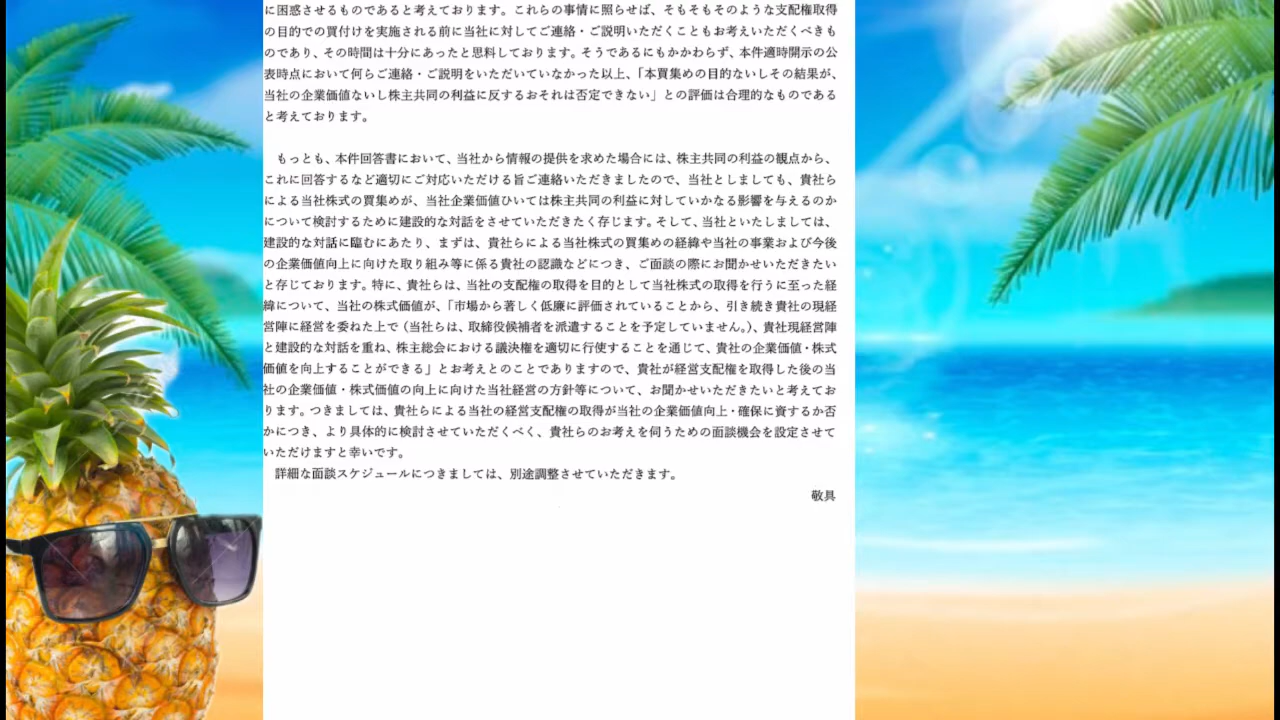 に困惑させるものであると考えております。これらの事情に照らせば、そもそもそのような支配権取得
の目的での買付けを実施される前に当社に対してご連絡・ご説明いただくこともお考えいただくべきも
のであり、その時間は十分にあったと思料しております。そうであるにもかかわらず、本件適時開示の公
表時点において何らご連絡・ご説明をいただいていなかった以上、「本買集めの目的ないしその結果が、
当社の企業価値ないし株主共同の利益に反するおそれは否定できない」との評価は合理的なものである
と考えております。
もっとも、本件回答書において、当社から情報の提供を求めた場合には、株主共同の利益の観点から、
これに回答するなど適切にご対応いただける旨ご連絡いただきましたので、当社としましても、貴社ら
による当社株式の買集めが、当社企業価値ひいては株主共同の利益に対していかなる影響を与えるのか
について検討するために建設的な対話をさせていただきたく存じます。そして、当社といたしましては、
建設的な対話に臨むにあたり、まずは、貴社らによる当社株式の買集めの経緯や当社の事業および今後
の企業価値向上に向けた取り組み等に係る貴社の認識などにつき、ご面談の際にお聞かせいただきたい
と存じております。特に、貴社らは、当社の支配権の取得を目的として当社株式の取得を行うに至った経
緯について、当社の株式価値が、「市場から著しく低廉に評価されていることから、引き続き貴社の現経
営陣に経営を委ねた上で（当社らは、取締役候補者を派遣することを予定していません。）、貴社現経営陣
と建設的な対話を重ね、株主総会における議決権を適切に行使することを通じて、貴社の企業価値・株式
価値を向上することができる」とお考えとのことでありますので、貴社が経営支配権を取得した後の当
社の企業価値・株式価値の向上に向けた当社経営の方針等について、お聞かせいただきたいと考えてお
ります。つきましては、貴社らによる当社の経営支配権の取得が当社の企業価値向上・確保に資するか否
かにつき、より具体的に検討させていただくべく、貴社らのお考えを伺うための面談機会を設定させて
いただけますと幸いです。
詳細な面談スケジュールにつきましては、別途調整させていただきます。
敬具